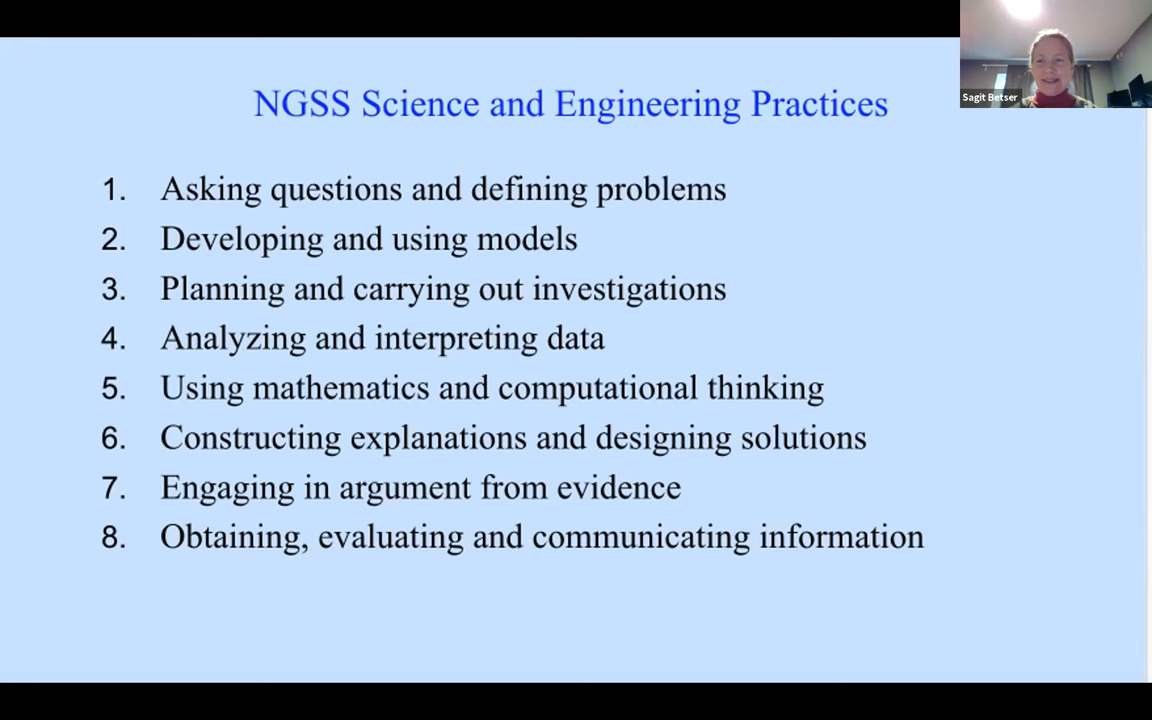 NGSS Science and Engineering Practices
Sagit Betser
1. Asking questions and defining problems
2. Developing and using models
3. Planning and carrying out investigations
4. Analyzing and interpreting data
5. Using mathematics and computational thinking
6. Constructing explanations and designing solutions
7. Engaging in argument from evidence
8. Obtaining, evaluating and communicating information